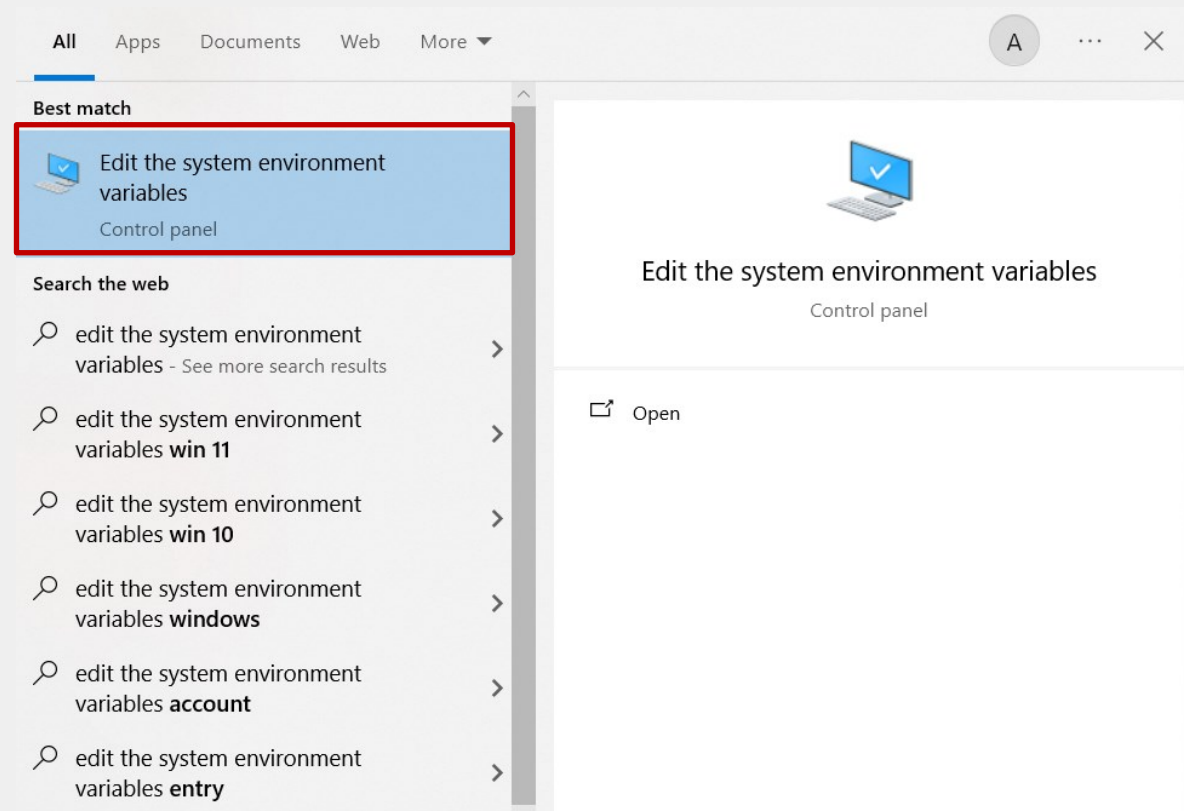 All Apps Documents Web More A ...
Best match
Edit the system environment
variables
Control panel
Search the web
edit the system environment
variables - See more search results
edit the system environment
variables win 11
edit the system environment
variables win 10
edit the system environment
variables windows
edit the system environment
variables account
edit the system environment
variables entry
Edit the system environment variables
Control panel
Open